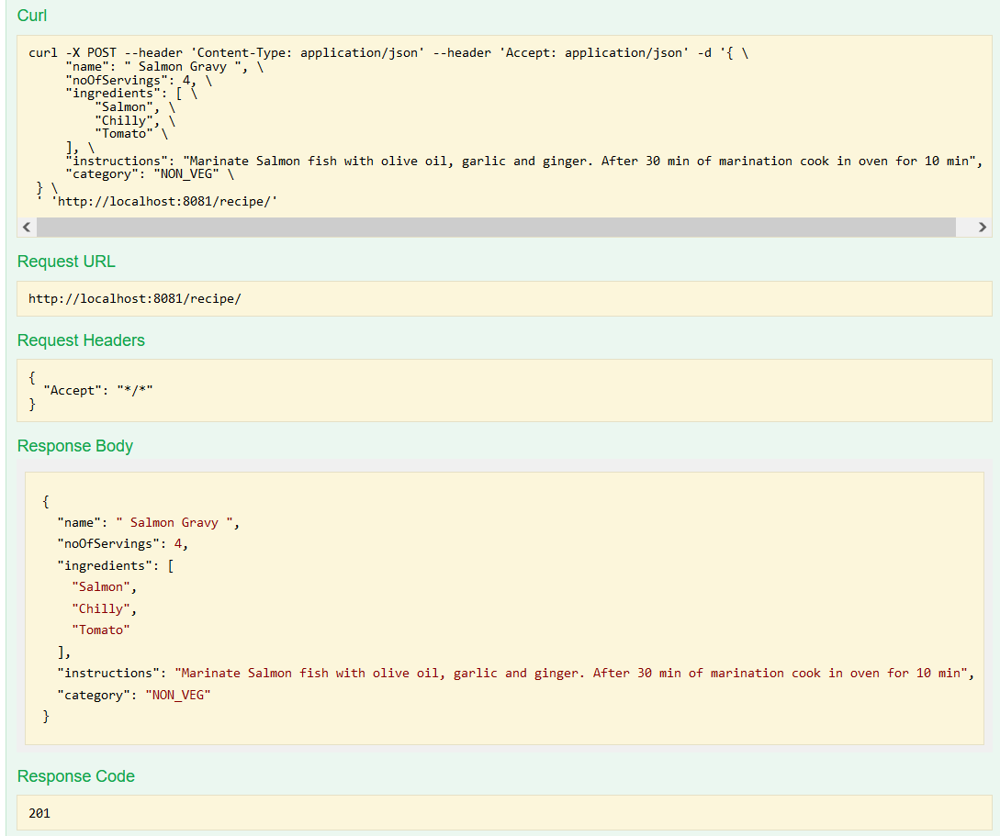 Curl
curl -X POST --header 'Content-Type: application/json' --header 'Accept: application/json' -d '{ \
"name": " Salmon Gravy ", \
"noOfServings": 4, \
"ingredients": [ \
"Salmon", \
"Chilly", \
"Tomato" \
], \
"instructions": "Marinate Salmon fish with olive oil, garlic and ginger. After 30 min of marination cook in oven for 10 min",
"category": "NON_VEG" \
} \
' 'http://localhost:8081/recipe/'
Request URL
http://localhost:8081/recipe/
Request Headers
{
"Accept": "*/*"
}
Response Body
{
"name": " Salmon Gravy ",
"noOfServings": 4,
"ingredients": [
"Salmon",
"Chilly",
"Tomato"
],
"instructions": "Marinate Salmon fish with olive oil, garlic and ginger. After 30 min of marination cook in oven for 10 min",
"category": "NON_VEG"
}
Response Code
201